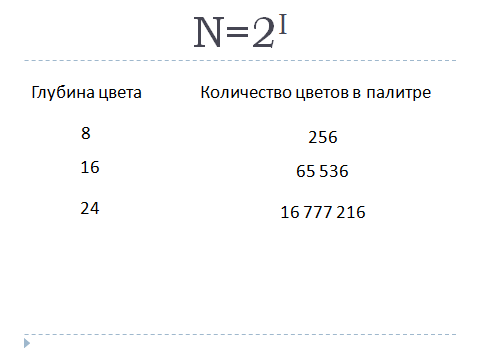 N=2ᴵ
Глубина цвета Количество цветов в палитре
8 256
16 65 536
24 16 777 216